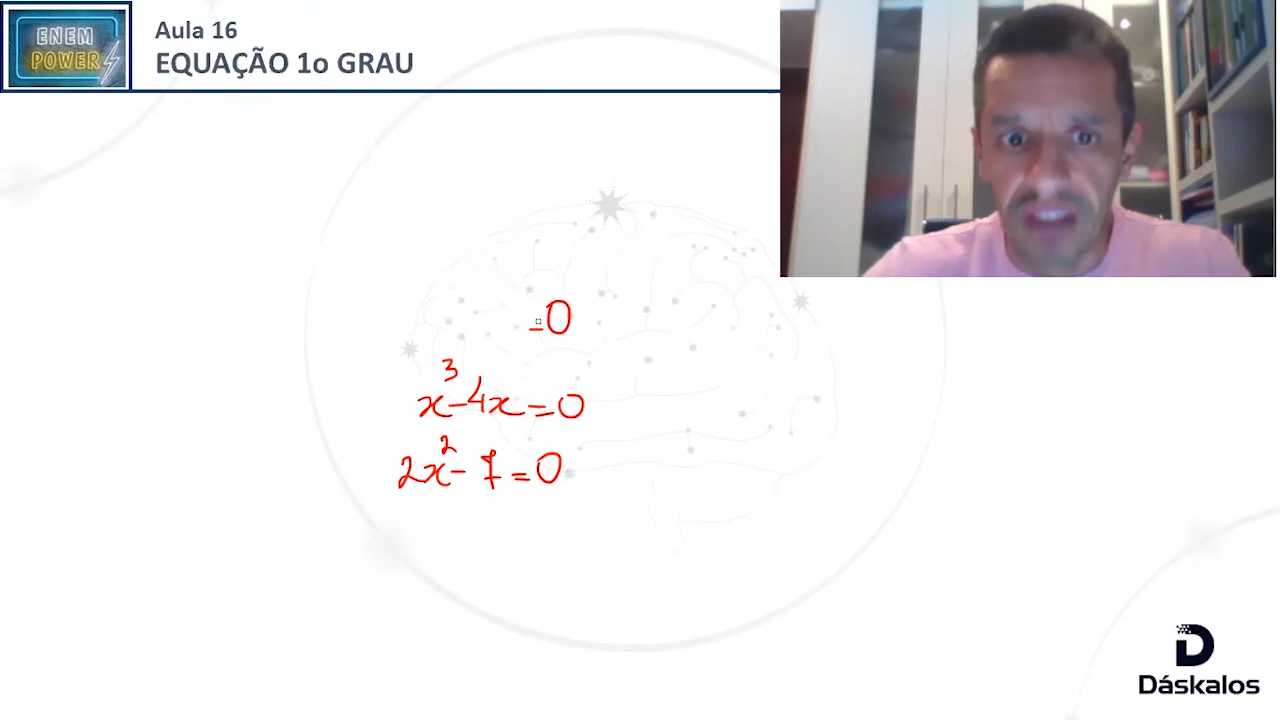 ENEM
POWER
Aula 16
EQUAÇÃO 1o GRAU
=0
x³-4x=0
2x²-7=0
Dáskalos